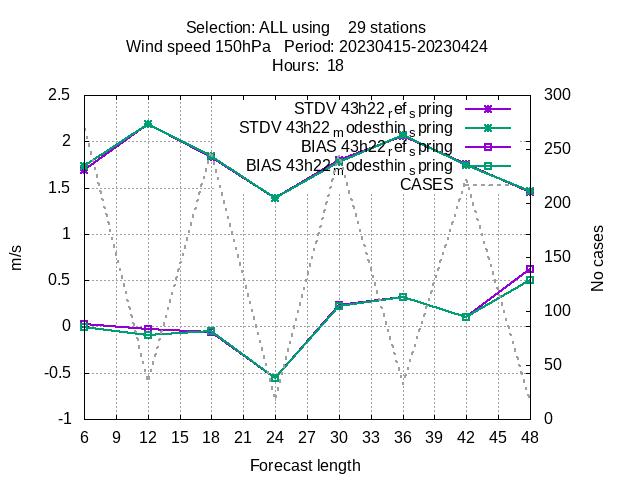 Selection: ALL using 29 stations
Wind speed 150hPa Period: 20230415-20230424
Hours: 18
STDV 43h22_ref_spring
STDV 43h22_modesthin_spring
BIAS 43h22_ref_spring
BIAS 43h22_modesthin_spring
CASES
2.5
2
1.5
1
0.5
0
-0.5
-1
m/s
300
250
200
150
100
50
0
No cases
6 9 12 15 18 21 24 27 30 33 36 39 42 45 48
Forecast length